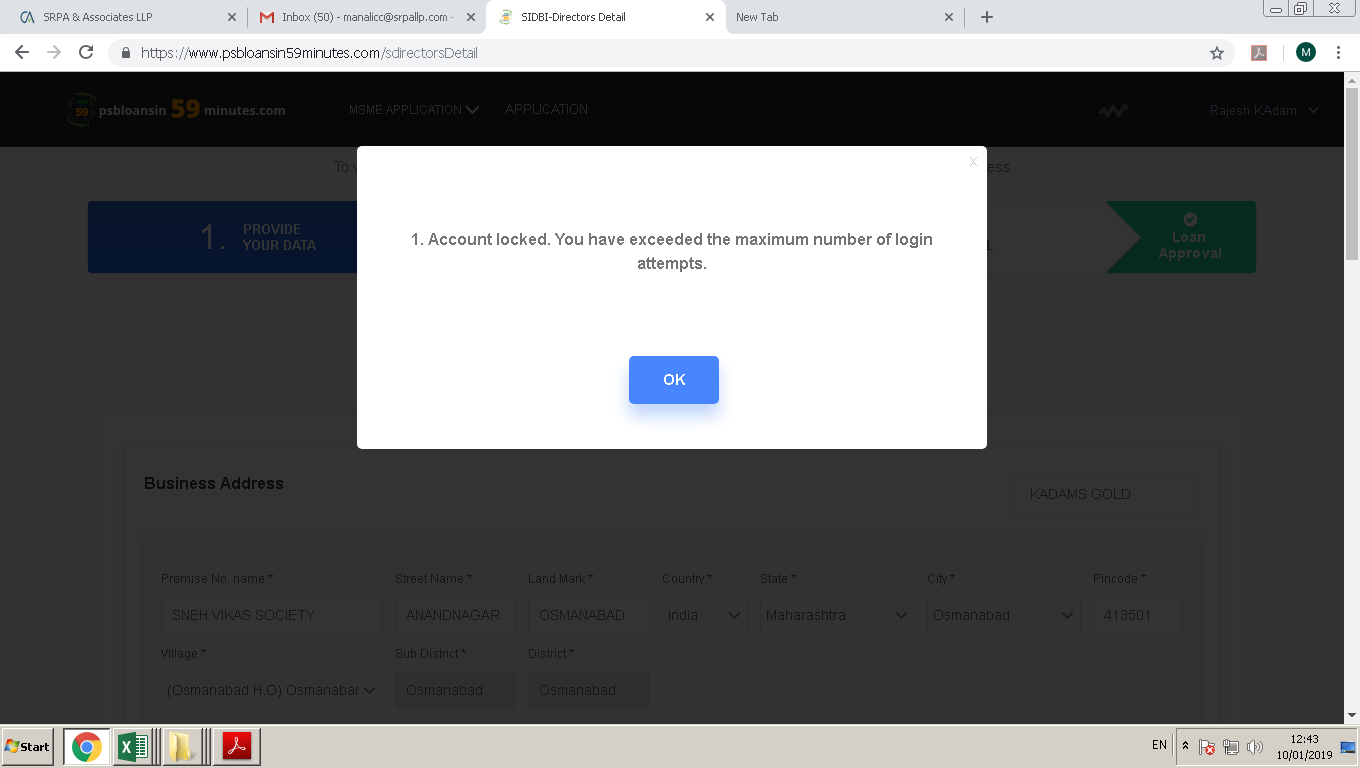 SRPA & Associates LLP
Inbox (50) - manalicc@srpallp.com -
SIDBI-Directors Detail
New Tab
https://www.psbloansin59minutes.com/sdirectorsDetail
M
59
psbloansin 59 minutes.com
MSME APPLICATION
APPLICATION
Rajesh KAdam
To
ess
x
1. PROVIDE
YOUR DATA
L
Loan
Approval
1. Account locked. You have exceeded the maximum number of login
attempts.
OK
Business Address
KADAMS GOLD
Premise No. name * Street Name * Land Mark * Country * State * City * Pincode *
SNEH VIKAS SOCIETY ANANDNAGAR OSMANABAD India Maharashtra Osmanabad 413501
Village * Sub District * District *
(Osmanabad H.O) Osmanabad Osmanabad Osmanabad
Start
EN
12:43
10/01/2019